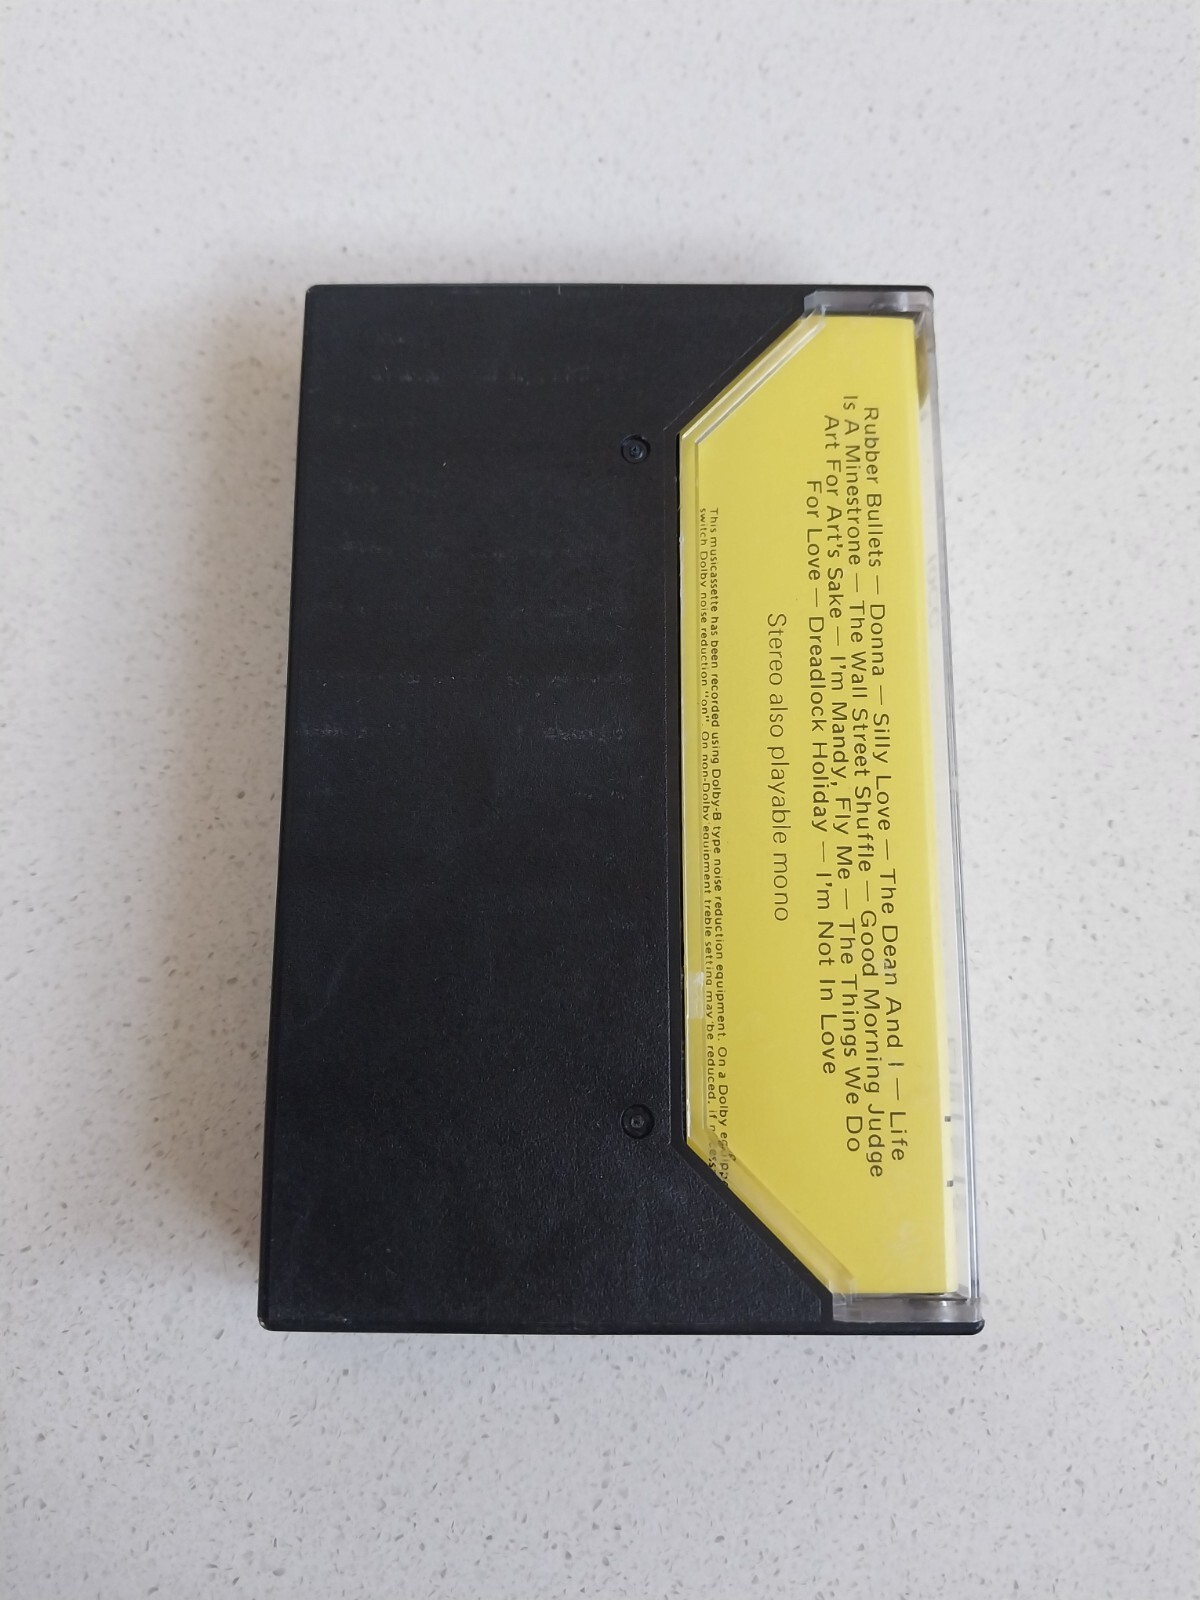 Rubber Bullets — Donna — Silly Love — The Dean And I — Life
Is A Minestrone — The Wall Street Shuffle — Good Morning Judge
Art For Art's Sake — I'm Mandy, Fly Me — The Things We Do
For Love — Dreadlock Holiday — I'm Not In Love
Stereo also playable mono
This musicassette has been recorded using Dolby-B type noise reduction equipment. On a Dolby
switch Dolby noise reduction "on". On non-Dolby equipment treble setting may be reduced, if